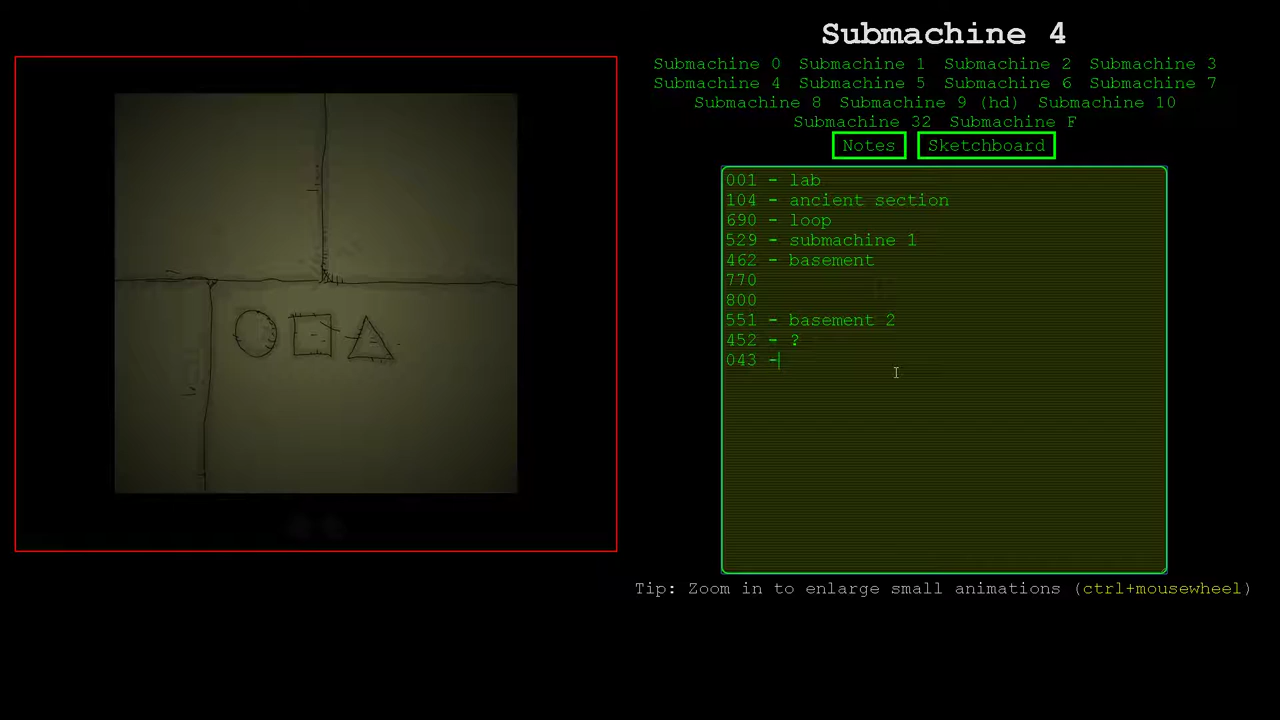 Submachine 4
Submachine 0 Submachine 1 Submachine 2 Submachine 3
Submachine 4 Submachine 5 Submachine 6 Submachine 7
Submachine 8 Submachine 9 (hd) Submachine 10
Submachine 32 Submachine F
Notes Sketchboard
001 - lab
104 - ancient section
690 - loop
529 - submachine 1
462 - basement
770
800
551 - basement 2
452 - ?
043 -
Tip: Zoom in to enlarge small animations (ctrl+mousewheel)